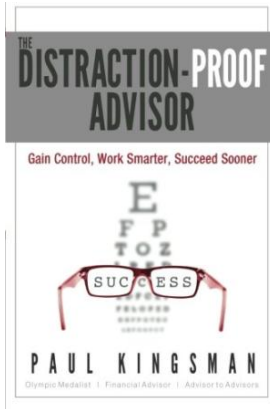 THE
DISTRACTION-PROOF
ADVISOR
Gain Control, Work Smarter, Succeed Sooner
E
F P
T O Z
SUCCESS
PAUL KINGSMAN
Olympic Medalist | Financial Advisor | Advisor to Advisors